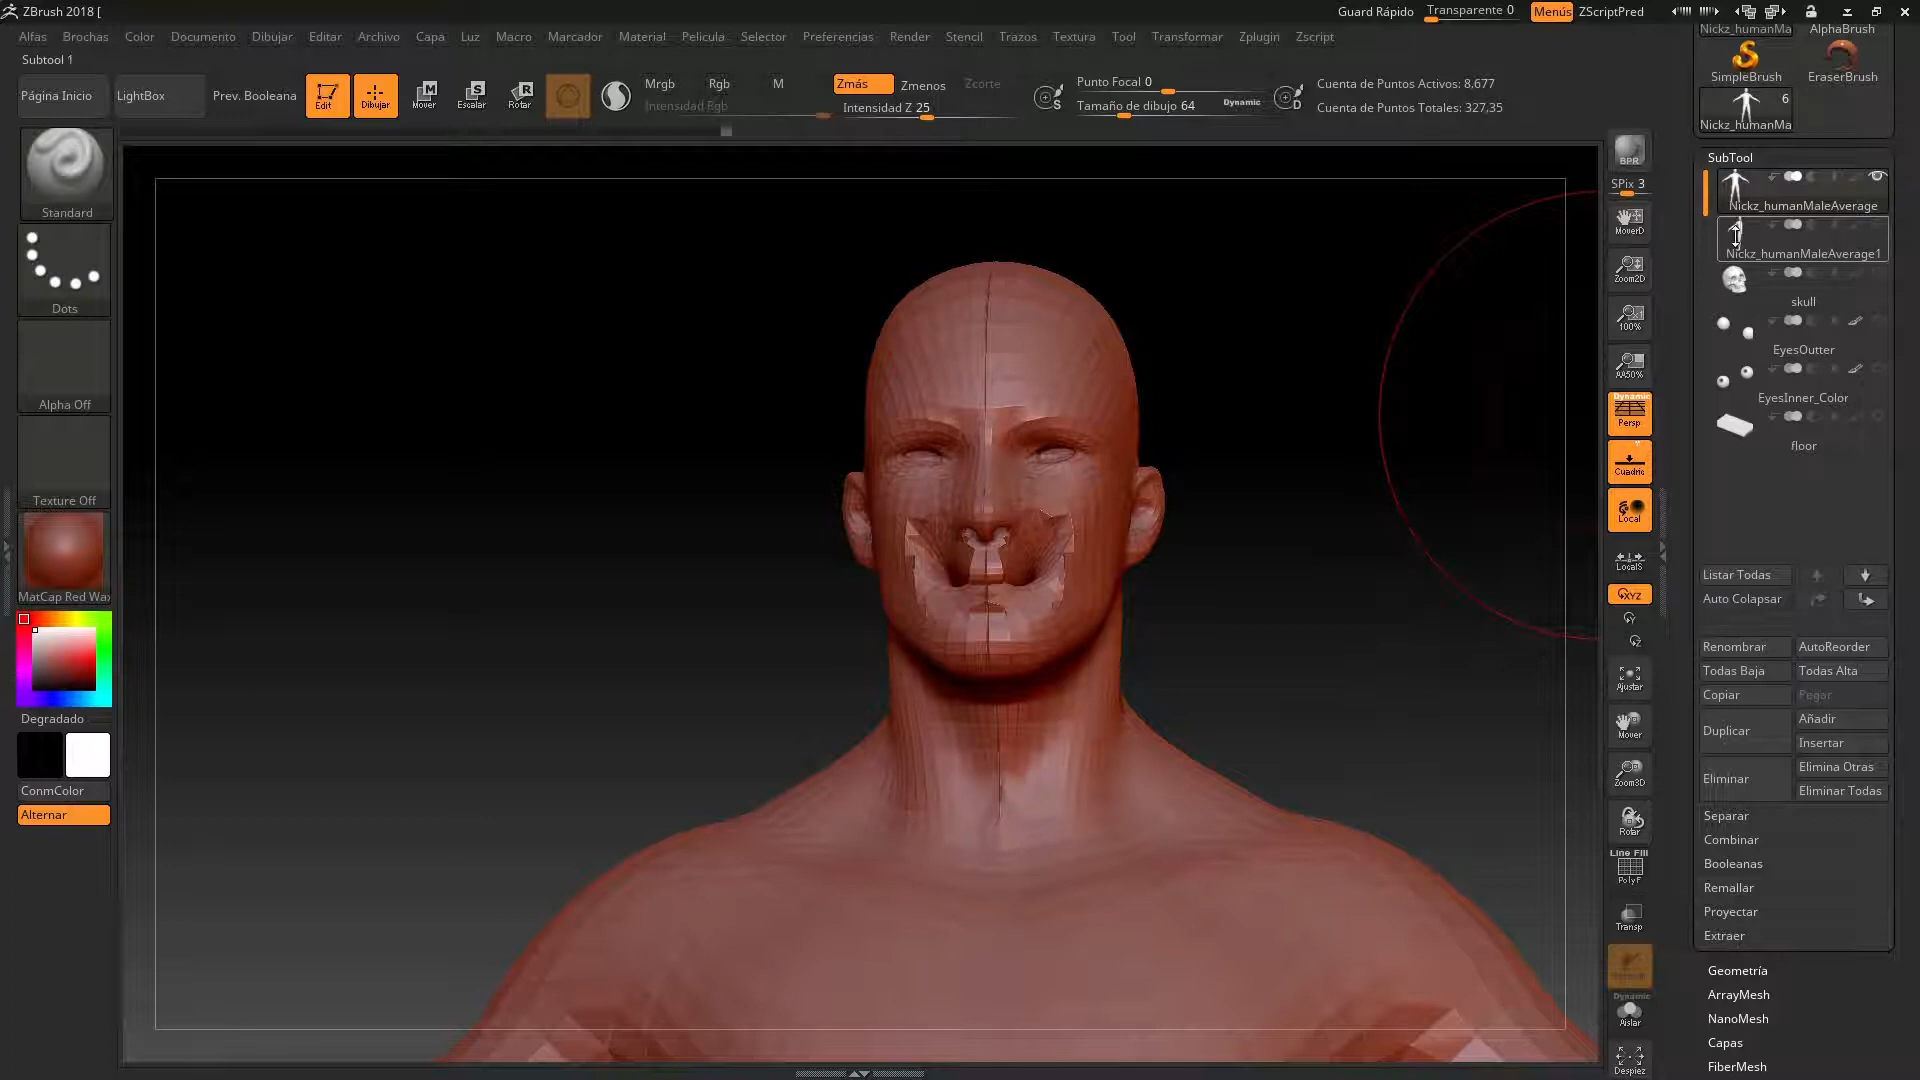 ZBrush 2018 [
Guard Rápido
Transparente 0
Menús
ZScriptPred
Alfas
Brochas
Color
Documento
Dibujar
Editar
Archivo
Capa
Luz
Macro
Marcador
Material
Pelicula
Selector
Preferencias
Render
Stencil
Trazos
Textura
Tool
Transformar
Zplugin
Zscript
Subtool 1
Página Inicio
LightBox
Prev. Booleana
Edit
Dibujar
Mover
Escalar
Rotar
Mrgb
Rgb
M
Intensidad Rgb
Zmás
Zmenos
Zcorte
Intensidad Z 25
Punto Focal 0
Tamaño de dibujo 64
Dynamic
Cuenta de Puntos Activos: 8,677
Cuenta de Puntos Totales: 327,35
Standard
Dots
Alpha Off
Texture Off
MatCap Red Wax
Degradado
ConmColor
Alternar
BPR
SPix 3
MoverD
Zoom2D
100%
AA50%
Dynamic
Persp
Cuadric
Local
LocalS
XYZ
Ajustar
Mover
Zoom3D
Rotar
Line Fill
PolyF
Transp
Dynamic
Aislar
Despiez
Nickz_humanMa
AlphaBrush
SimpleBrush
EraserBrush
6
Nickz_humanMa
SubTool
Nickz_humanMaleAverage
Nickz_humanMaleAverage1
skull
EyesOutter
EyesInner_Color
floor
Listar Todas
Auto Colapsar
Renombrar
AutoReorder
Todas Baja
Todas Alta
Copiar
Pegar
Duplicar
Añadir
Insertar
Eliminar
Elimina Otras
Eliminar Todas
Separar
Combinar
Booleanas
Remallar
Proyectar
Extraer
Geometría
ArrayMesh
NanoMesh
Capas
FiberMesh